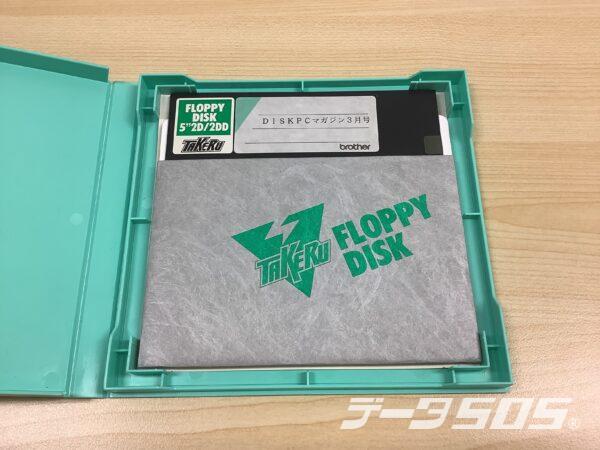 FLOPPY
DISK
5"2D/2DD
TAKERU
DISKPCマガジン3月号
brother
TAKERU
FLOPPY
DISK
データSOS®